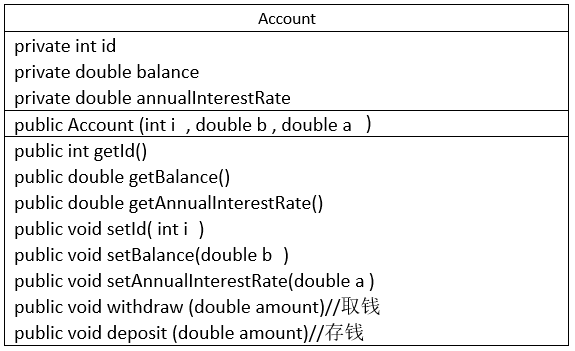 Account
private int id
private double balance
private double annualInterestRate
public Account (int i , double b , double a )
public int getId()
public double getBalance()
public double getAnnualInterestRate()
public void setId( int i )
public void setBalance(double b )
public void setAnnualInterestRate(double a )
public void withdraw (double amount)//取钱
public void deposit (double amount)//存钱